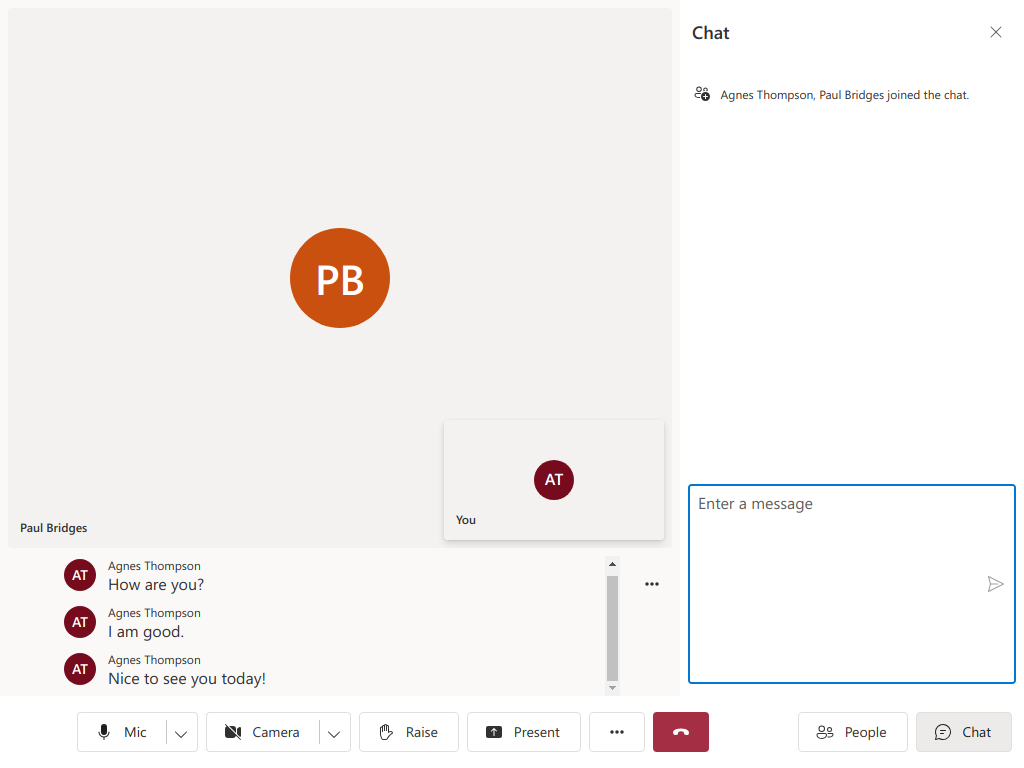 Chat
Agnes Thompson, Paul Bridges joined the chat.
PB
AT
You
Paul Bridges
Enter a message
AT
Agnes Thompson
How are you?
AT
Agnes Thompson
I am good.
AT
Agnes Thompson
Nice to see you today!
Mic
Camera
Raise
Present
People
Chat